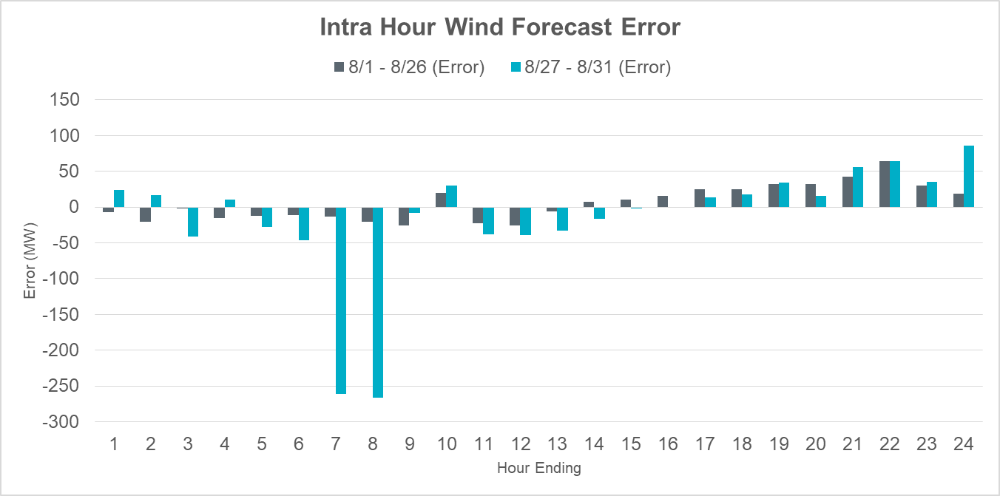 Intra Hour Wind Forecast Error
8/1 - 8/26 (Error) 8/27 - 8/31 (Error)
150
100
50
0
-50
-100
-150
-200
-250
-300
Error (MW)
1 2 3 4 5 6 7 8 9 10 11 12 13 14 15 16 17 18 19 20 21 22 23 24
Hour Ending